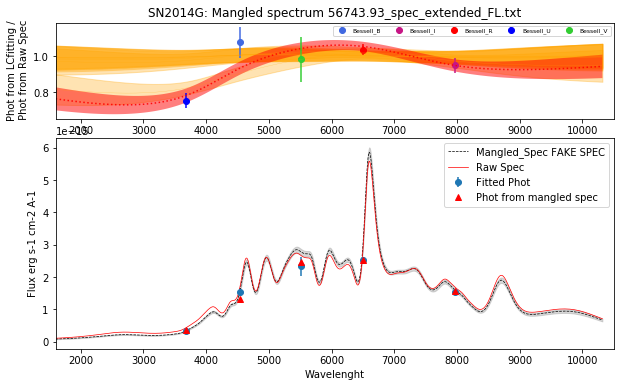 SN2014G: Mangled spectrum 56743.93_spec_extended_FL.txt
Phot from LCfitting /
Phot from Raw Spec
1.0
0.8
Bessell_B
Bessell_I
Bessell_R
Bessell_U
Bessell_V
2000 3000 4000 5000 6000 7000 8000 9000 10000
1e−15
Flux erg s-1 cm-2 A-1
6
5
4
3
2
1
0
Mangled_Spec FAKE SPEC
Raw Spec
Fitted Phot
Phot from mangled spec
2000 3000 4000 5000 6000 7000 8000 9000 10000
Wavelenght